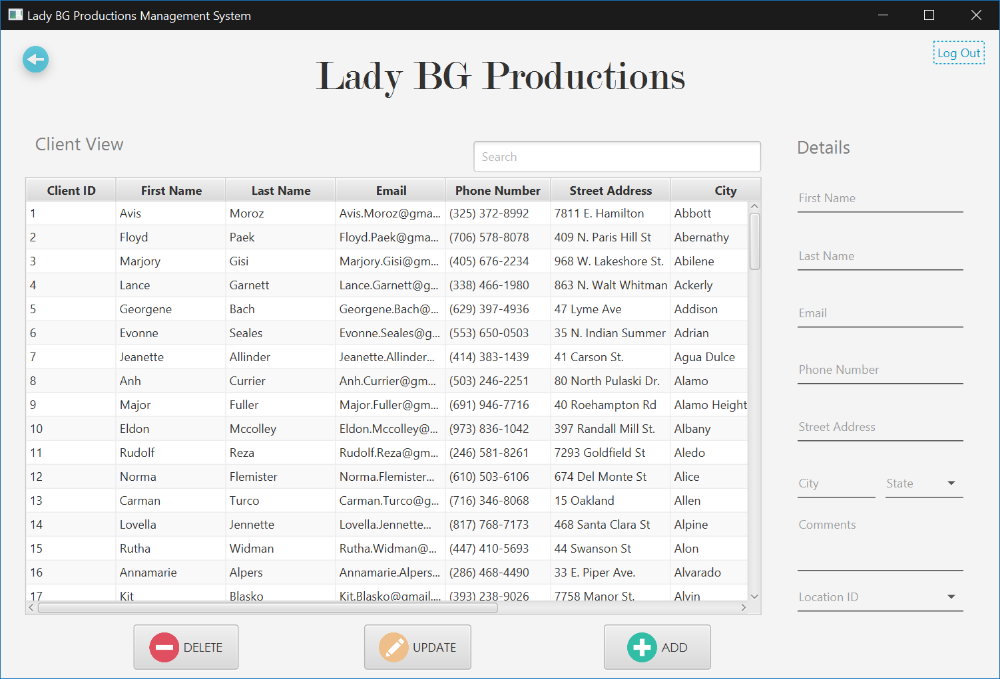 Lady BG Productions Management System
Log Out
Lady BG Productions
Client View
Search
Details
Client ID First Name Last Name Email Phone Number Street Address City
1 Avis Moroz Avis.Moroz@gma... (325) 372-8992 7811 E. Hamilton Abbott
2 Floyd Paek Floyd.Paek@gma... (706) 578-8078 409 N. Paris Hill St Abernathy
3 Marjory Gisi Marjory.Gisi@gm... (405) 676-2234 968 W. Lakeshore St. Abilene
4 Lance Garnett Lance.Garnett@g... (338) 466-1980 863 N. Walt Whitman Ackerly
5 Georgene Bach Georgene.Bach@... (629) 397-4936 47 Lyme Ave Addison
6 Evonne Seales Evonne.Seales@g... (553) 650-0503 35 N. Indian Summer Adrian
7 Jeanette Allinder Jeanette.Allinder... (414) 383-1439 41 Carson St. Agua Dulce
8 Anh Currier Anh.Currier@gm... (503) 246-2251 80 North Pulaski Dr. Alamo
9 Major Fuller Major.Fuller@gm... (691) 946-7716 40 Roehampton Rd Alamo Height
10 Eldon Mccolley Eldon.Mccolley@... (973) 836-1042 397 Randall Mill St. Albany
11 Rudolf Reza Rudolf.Reza@gm... (246) 581-8261 7293 Goldfield St Aledo
12 Norma Flemister Norma.Flemister... (610) 503-6106 674 Del Monte St Alice
13 Carman Turco Carman.Turco@g... (716) 346-8068 15 Oakland Allen
14 Lovella Jennette Lovella.Jennette... (817) 768-7173 468 Santa Clara St Alpine
15 Rutha Widman Rutha.Widman@... (447) 410-5693 44 Swanson St Alon
16 Annamarie Alpers Annamarie.Alpers... (286) 468-4490 33 E. Piper Ave. Alvarado
17 Kit Blasko Kit.Blasko@gmail.... (393) 238-9026 7758 Manor St. Alvin
First Name
Last Name
Email
Phone Number
Street Address
City State
Comments
Location ID
DELETE UPDATE ADD